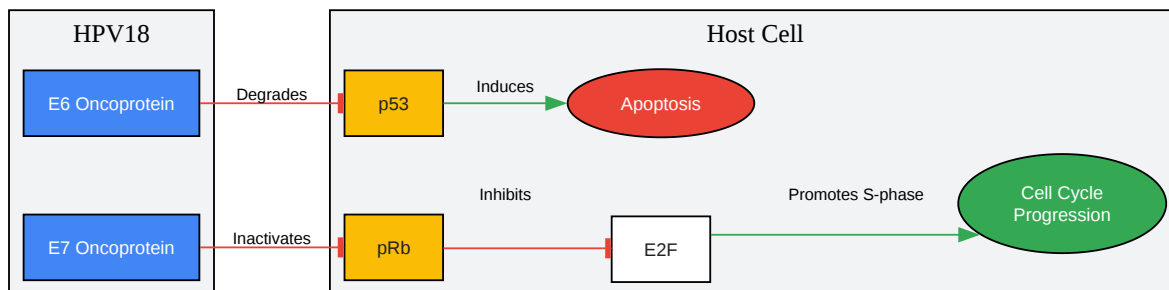 HPV18
Host Cell
E6 Oncoprotein
Degrades
p53
Induces
Apoptosis
E7 Oncoprotein
Inactivates
pRb
Inhibits
E2F
Promotes S-phase
Cell Cycle
Progression